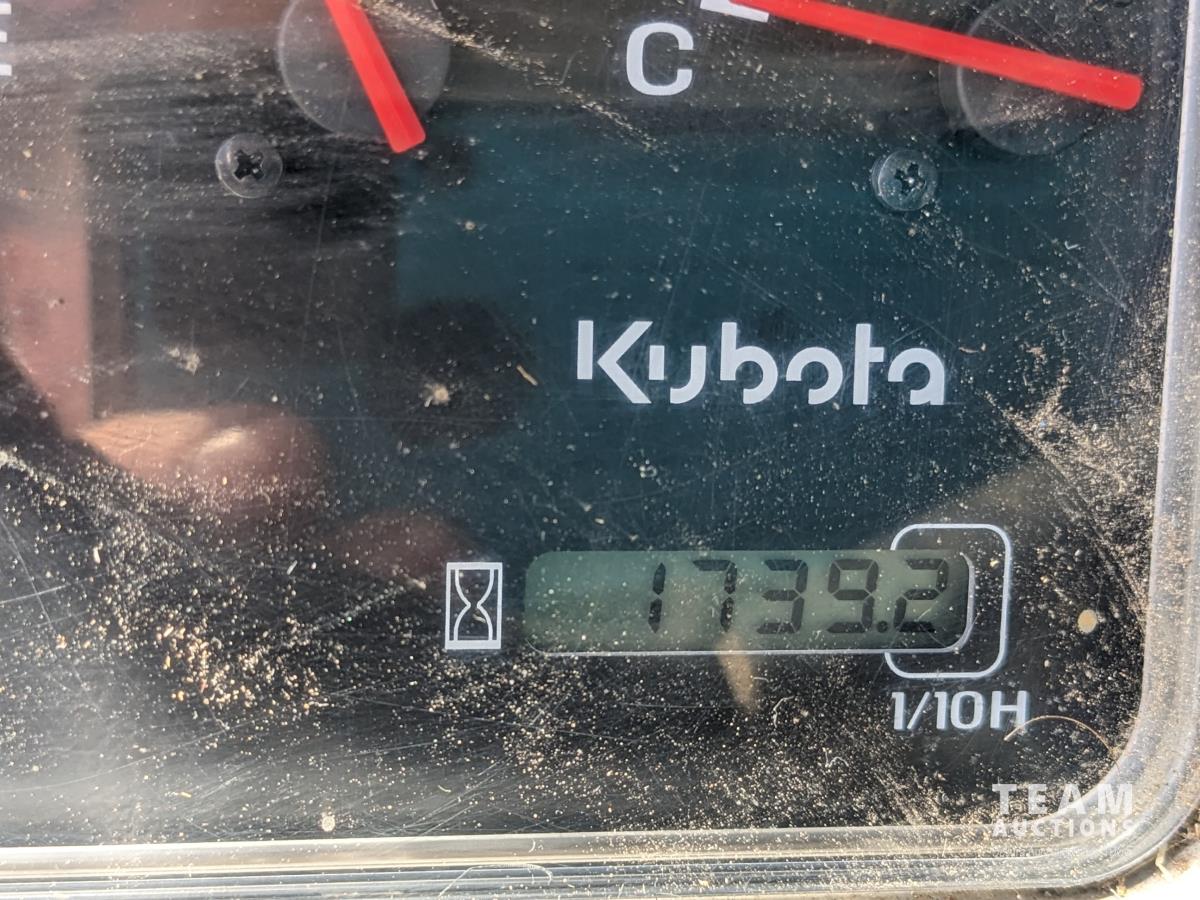 C
Kubota
1739.2
1/10H
TEAM
AUCTIONS